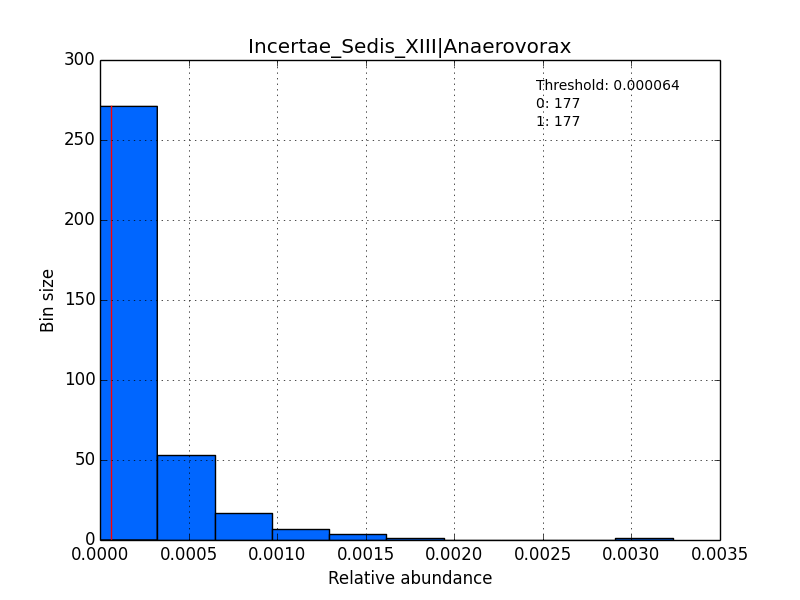 Incertae_Sedis_XIII|Anaerovorax
Threshold: 0.000064
0: 177
1: 177
300
250
200
150
100
50
0
Bin size
0.0000 0.0005 0.0010 0.0015 0.0020 0.0025 0.0030 0.0035
Relative abundance